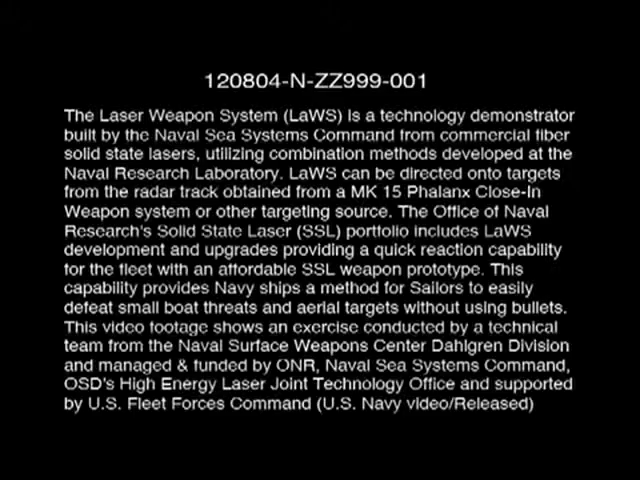 120804-N-ZZ999-001
The Laser Weapon System (LaWS) is a technology demonstrator
built by the Naval Sea Systems Command from commercial fiber
solid state lasers, utilizing combination methods developed at the
Naval Research Laboratory. LaWS can be directed onto targets
from the radar track obtained from a MK 15 Phalanx Close-In
Weapon system or other targeting source. The Office of Naval
Research's Solid State Laser (SSL) portfolio includes LaWS
development and upgrades providing a quick reaction capability
for the fleet with an affordable SSL weapon prototype. This
capability provides Navy ships a method for Sailors to easily
defeat small boat threats and aerial targets without using bullets.
This video footage shows an exercise conducted by a technical
team from the Naval Surface Weapons Center Dahlgren Division
and managed & funded by ONR, Naval Sea Systems Command,
OSD's High Energy Laser Joint Technology Office and supported
by U.S. Fleet Forces Command (U.S. Navy video/Released)